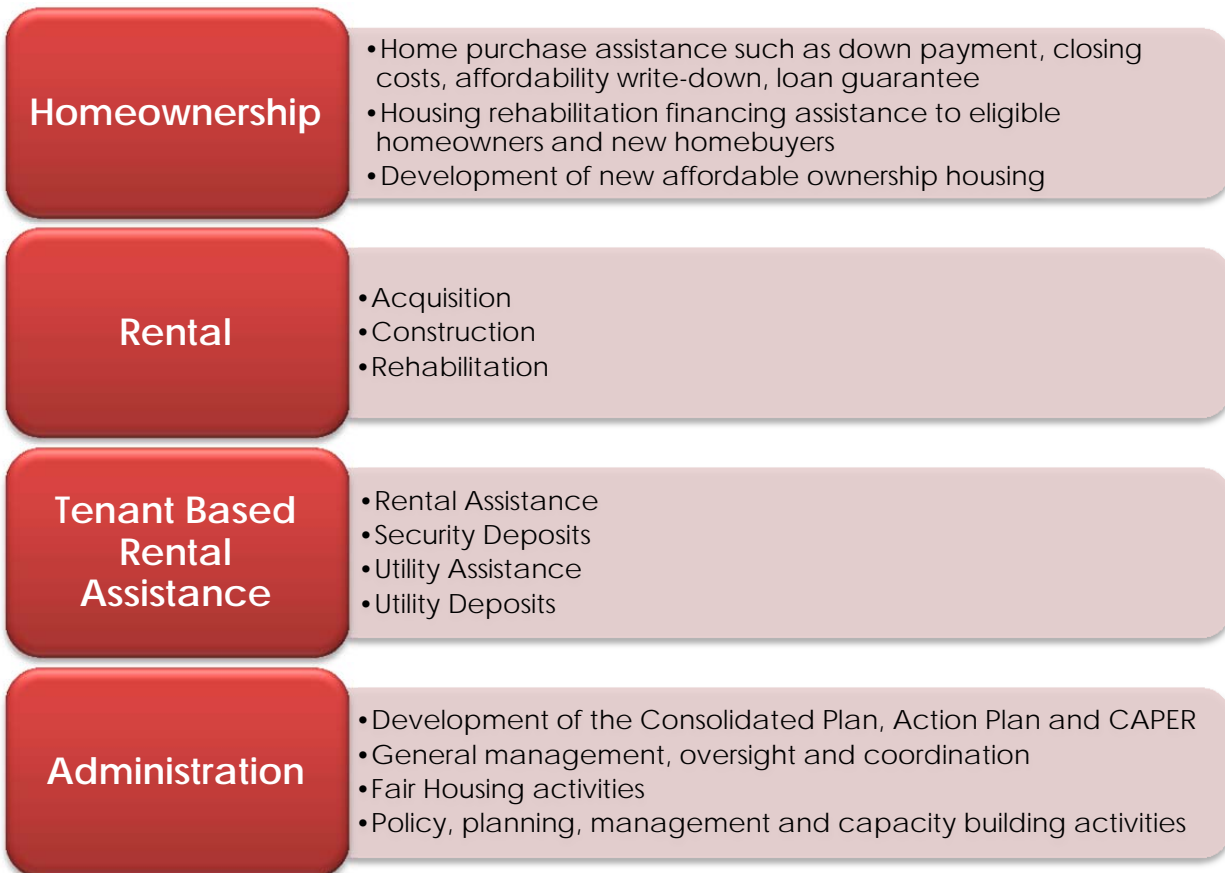 Homeownership
•Home purchase assistance such as down payment, closing
costs, affordability write-down, loan guarantee
•Housing rehabilitation financing assistance to eligible
homeowners and new homebuyers
•Development of new affordable ownership housing
Rental
•Acquisition
•Construction
•Rehabilitation
Tenant Based
Rental
Assistance
•Rental Assistance
•Security Deposits
•Utility Assistance
•Utility Deposits
Administration
•Development of the Consolidated Plan, Action Plan and CAPER
•General management, oversight and coordination
•Fair Housing activities
•Policy, planning, management and capacity building activities